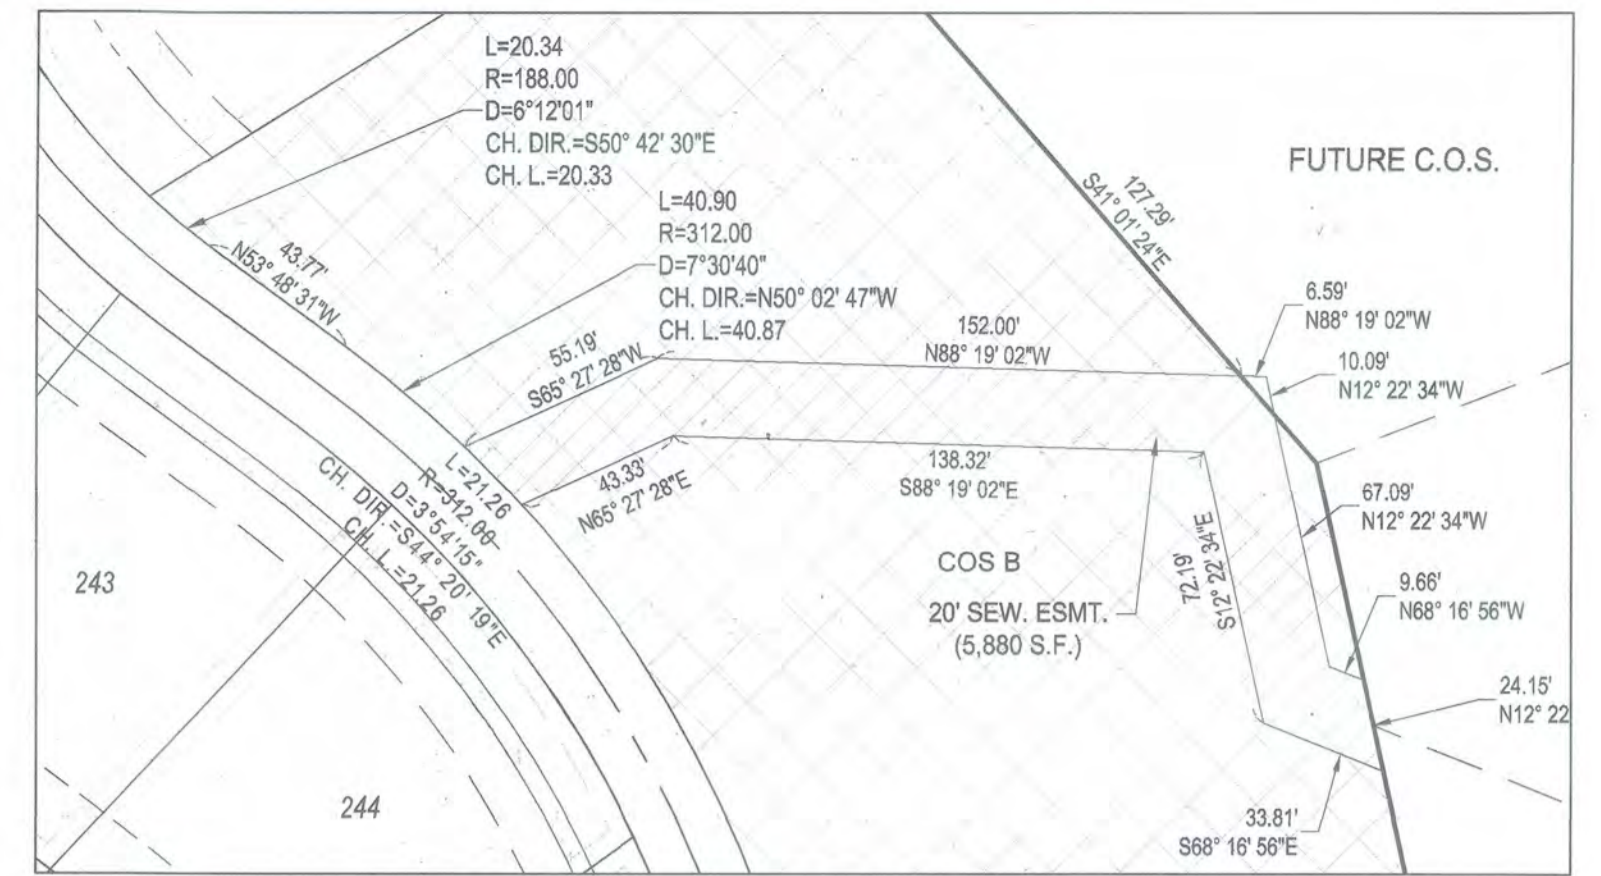 L=20.34
R=188.00
D=6°12'01"
CH. DIR.=S50° 42' 30"E
CH. L.=20.33
L=40.90
R=312.00
D=7°30'40"
CH. DIR.=N50° 02' 47"W
CH. L.=40.87
127.29'
S41° 01' 24"E
FUTURE C.O.S.
43.77'
N53° 48' 31"W
6.59'
N88° 19' 02"W
152.00'
N88° 19' 02"W
10.09'
N12° 22' 34"W
55.19'
S65° 27' 28"W
L=21.26
R=312.00
D=3°54'15"
CH. DIR.=S44° 20' 19"E
CH. L.=21.26
43.33'
N65° 27' 28"E
138.32'
S88° 19' 02"E
67.09'
N12° 22' 34"W
S12° 22' 34"E
72.19'
COS B
20' SEW. ESMT.
(5,880 S.F.)
9.66'
N68° 16' 56"W
24.15'
N12° 22
33.81'
S68° 16' 56"E
243
244